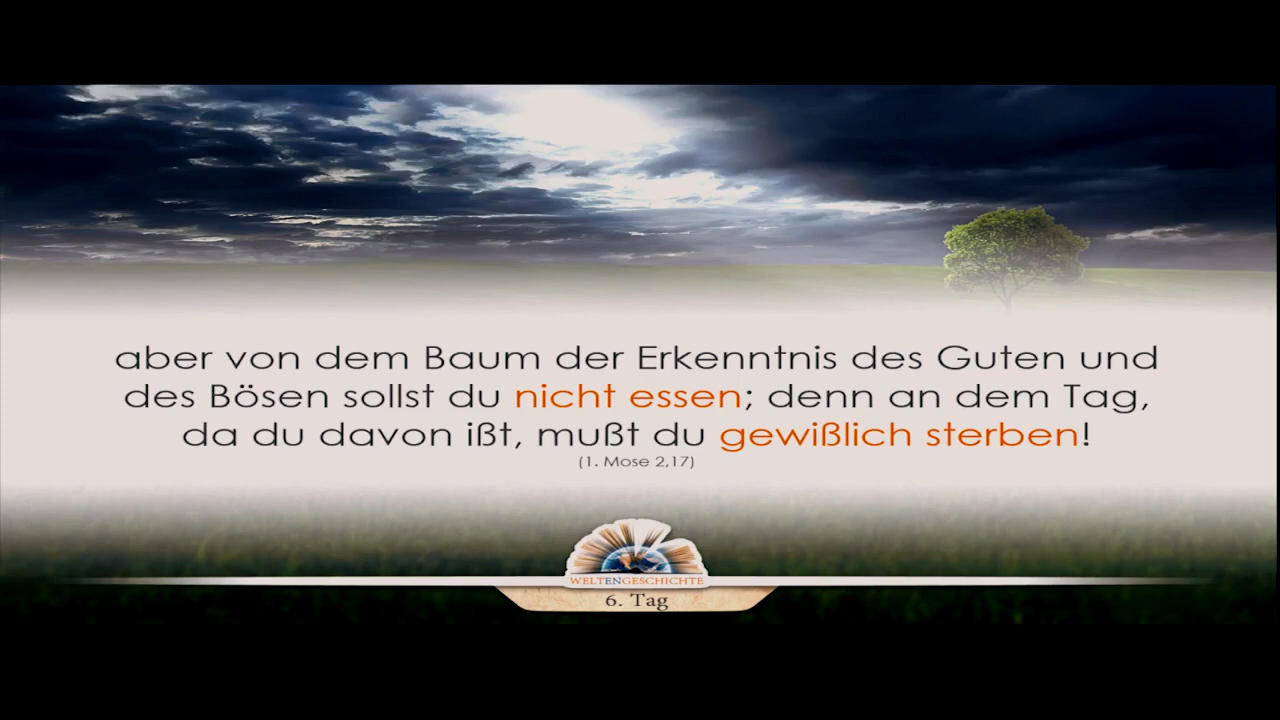 aber von dem Baum der Erkenntnis des Guten und
des Bösen sollst du nicht essen; denn an dem Tag,
da du davon ißt, mußt du gewißlich sterben!
(1. Mose 2,17)
WELTENGESCHICHTE
6. Tag